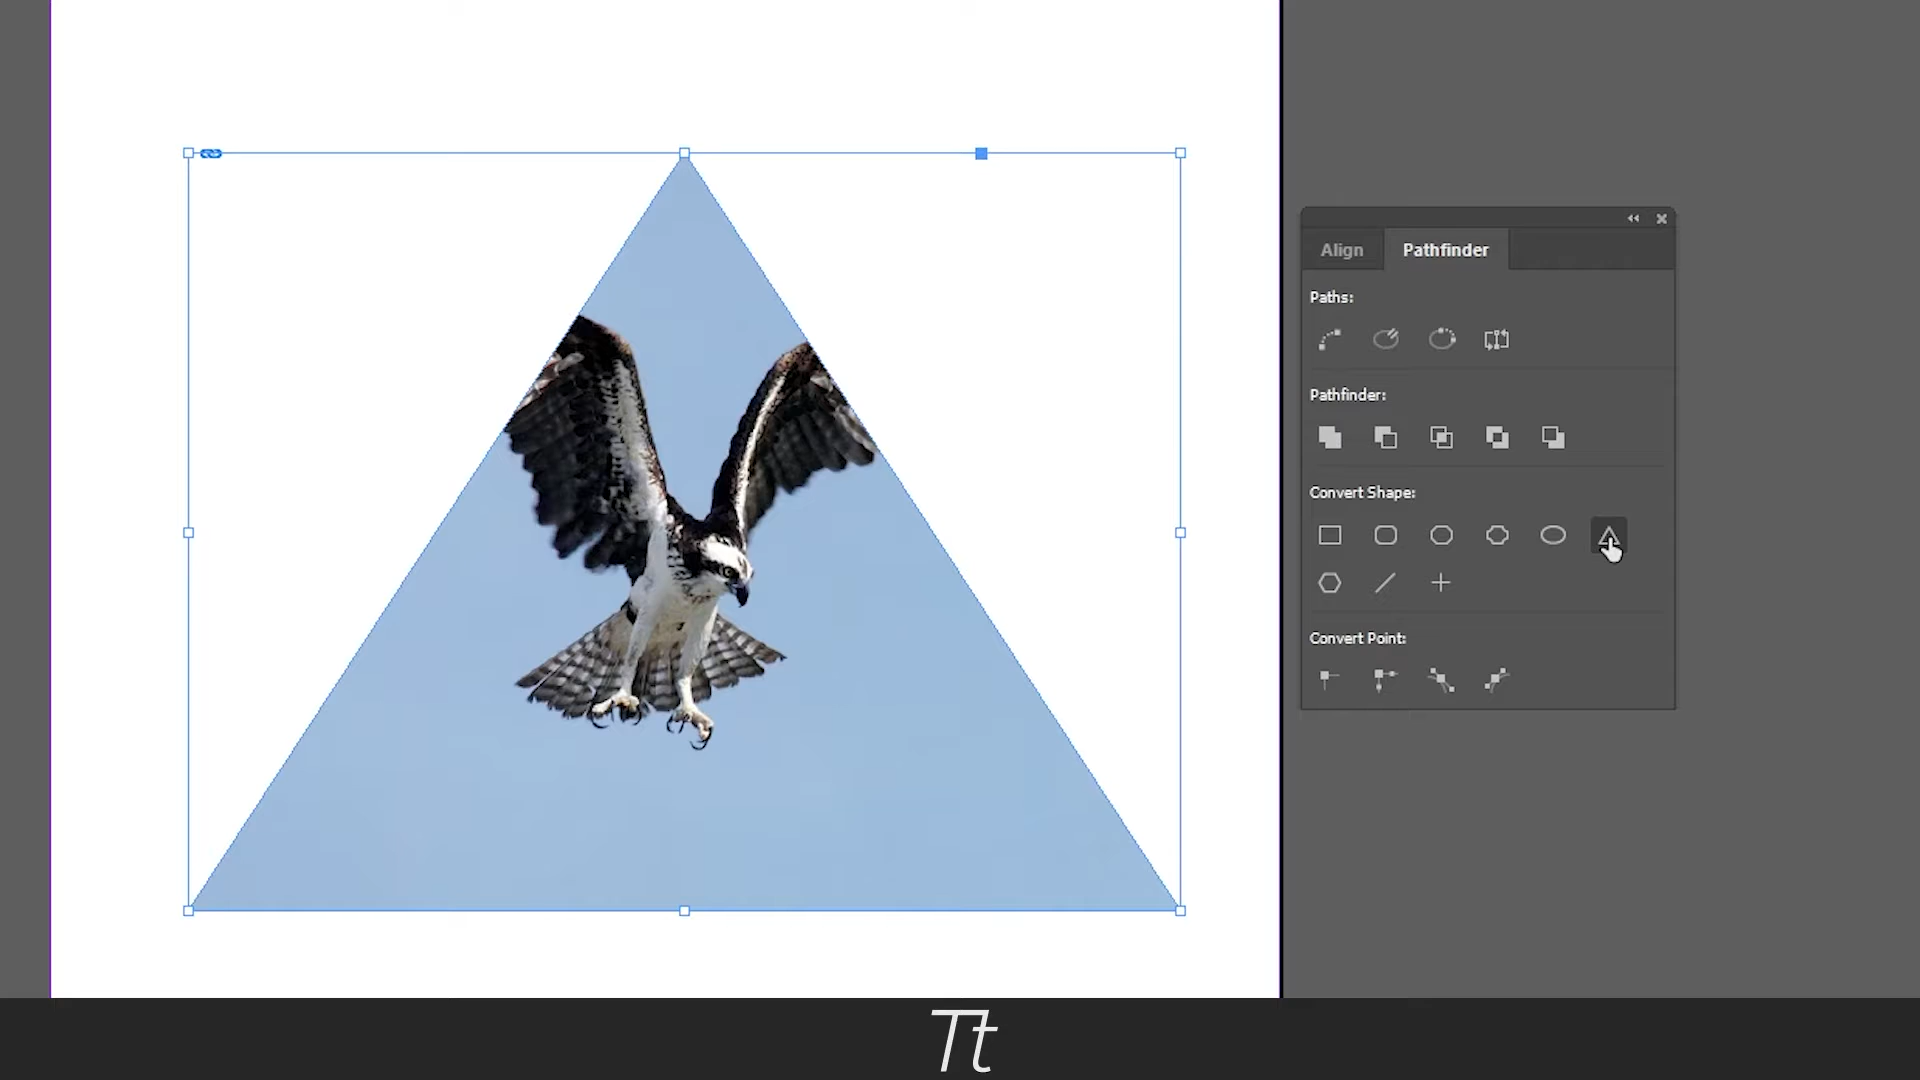 Align
Pathfinder
Paths:
Pathfinder:
Convert Shape:
Convert Point:
Tt